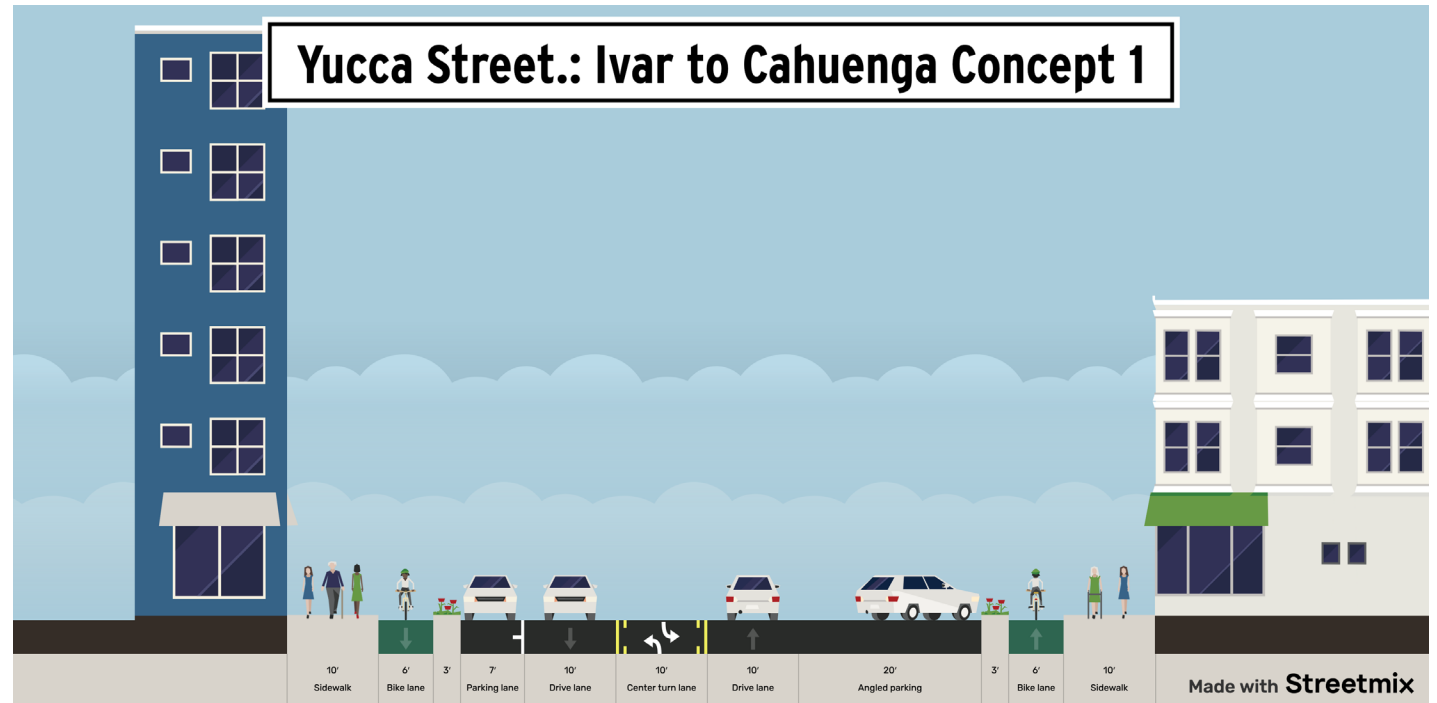 Yucca Street.: Ivar to Cahuenga Concept 1
10' 6' 3' 7' 10' 10' 10' 20' 3' 6' 10'
Sidewalk Bike lane Parking lane Drive lane Center turn lane Drive lane Angled parking Bike lane Sidewalk
Made with Streetmix